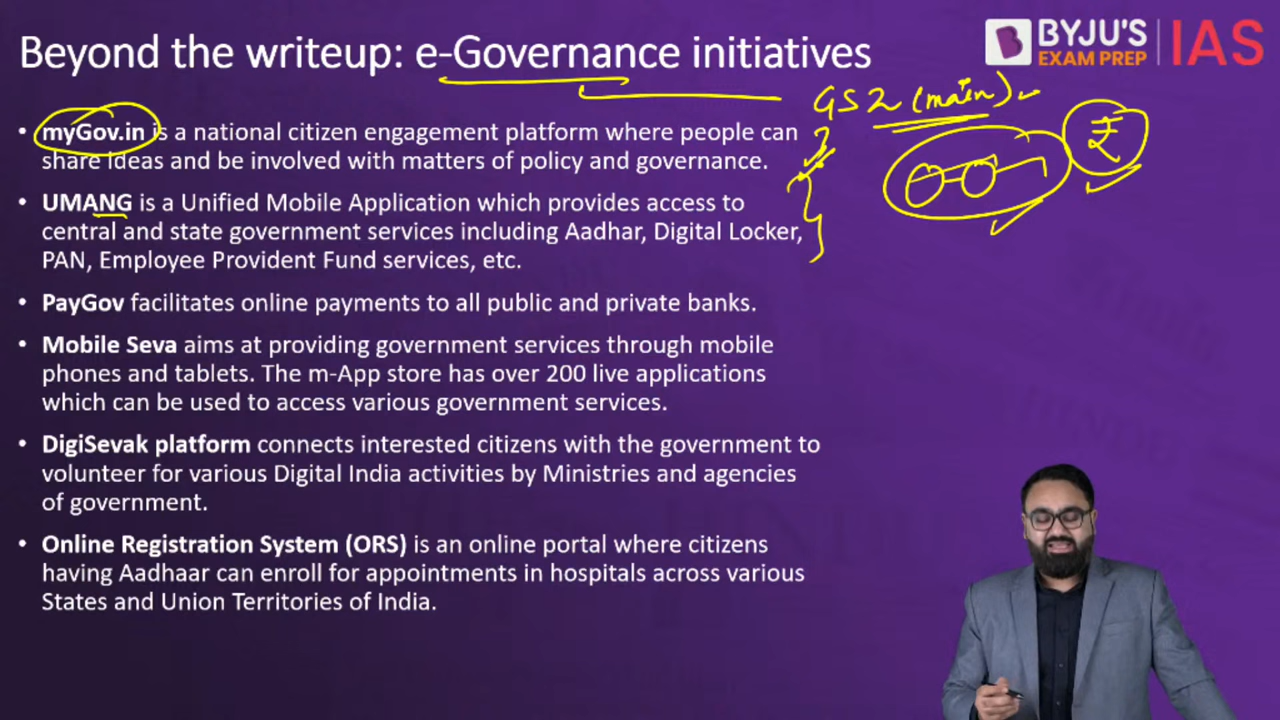 Beyond the writeup: e-Governance initiatives
BYJU'S
EXAM PREP
IAS
GS 2 (main)
₹
• myGov.in is a national citizen engagement platform where people can
share ideas and be involved with matters of policy and governance.
• UMANG is a Unified Mobile Application which provides access to
central and state government services including Aadhar, Digital Locker,
PAN, Employee Provident Fund services, etc.
• PayGov facilitates online payments to all public and private banks.
• Mobile Seva aims at providing government services through mobile
phones and tablets. The m-App store has over 200 live applications
which can be used to access various government services.
• DigiSevak platform connects interested citizens with the government to
volunteer for various Digital India activities by Ministries and agencies
of government.
• Online Registration System (ORS) is an online portal where citizens
having Aadhaar can enroll for appointments in hospitals across various
States and Union Territories of India.